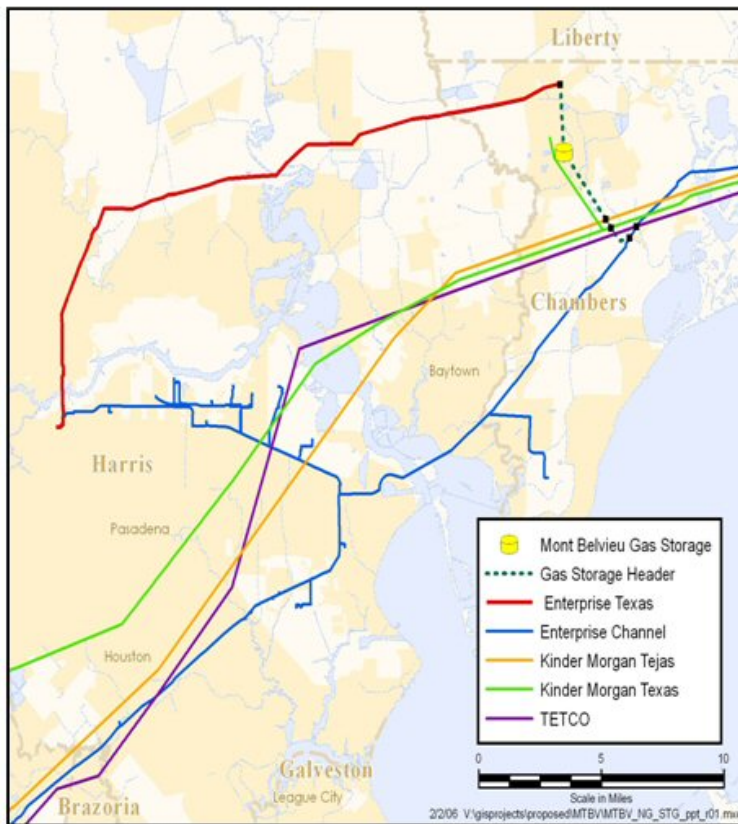 Liberty
Chambers
Baytown
Harris
Pasadena
Houston
Galveston
League City
Brazoria
Mont Belvieu Gas Storage
Gas Storage Header
Enterprise Texas
Enterprise Channel
Kinder Morgan Tejas
Kinder Morgan Texas
TETCO
0 5 10
Scale in Miles
2/2/06 V:\gisprojects\proposed\MTBV\MTBV_NG_STG_ppt_r01.mxd